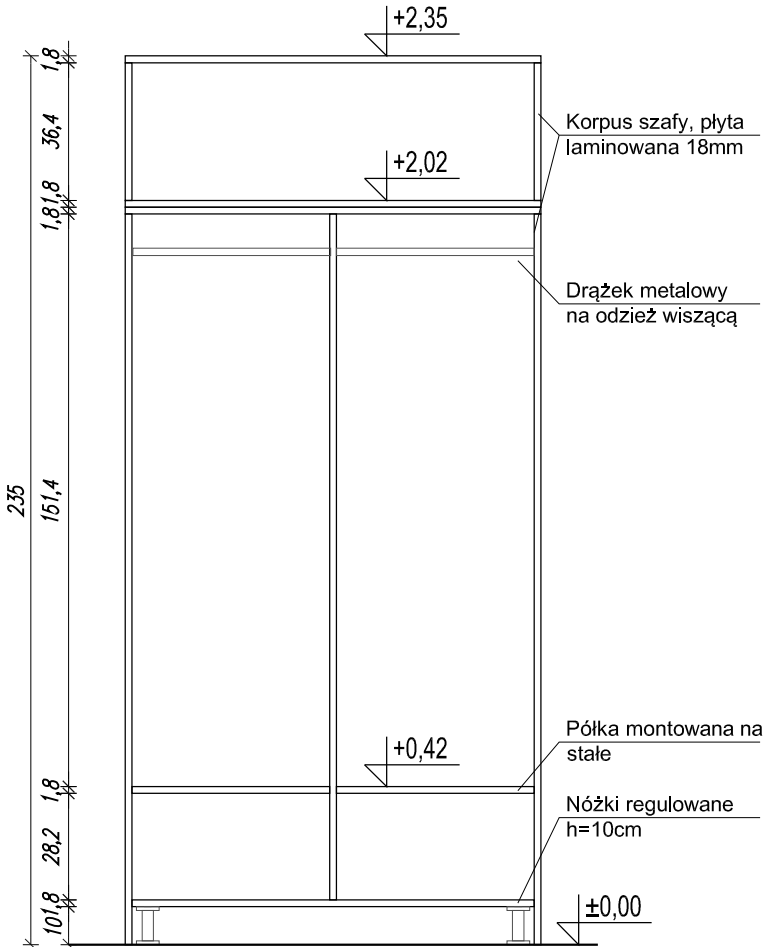 +2,35
1,8
36,4
Korpus szafy, płyta
laminowana 18mm
+2,02
1,8
1,8
Drążek metalowy
na odzież wiszącą
235
151,4
Półka montowana na
stałe
+0,42
1,8
Nóżki regulowane
h=10cm
28,2
1,8
10
±0,00